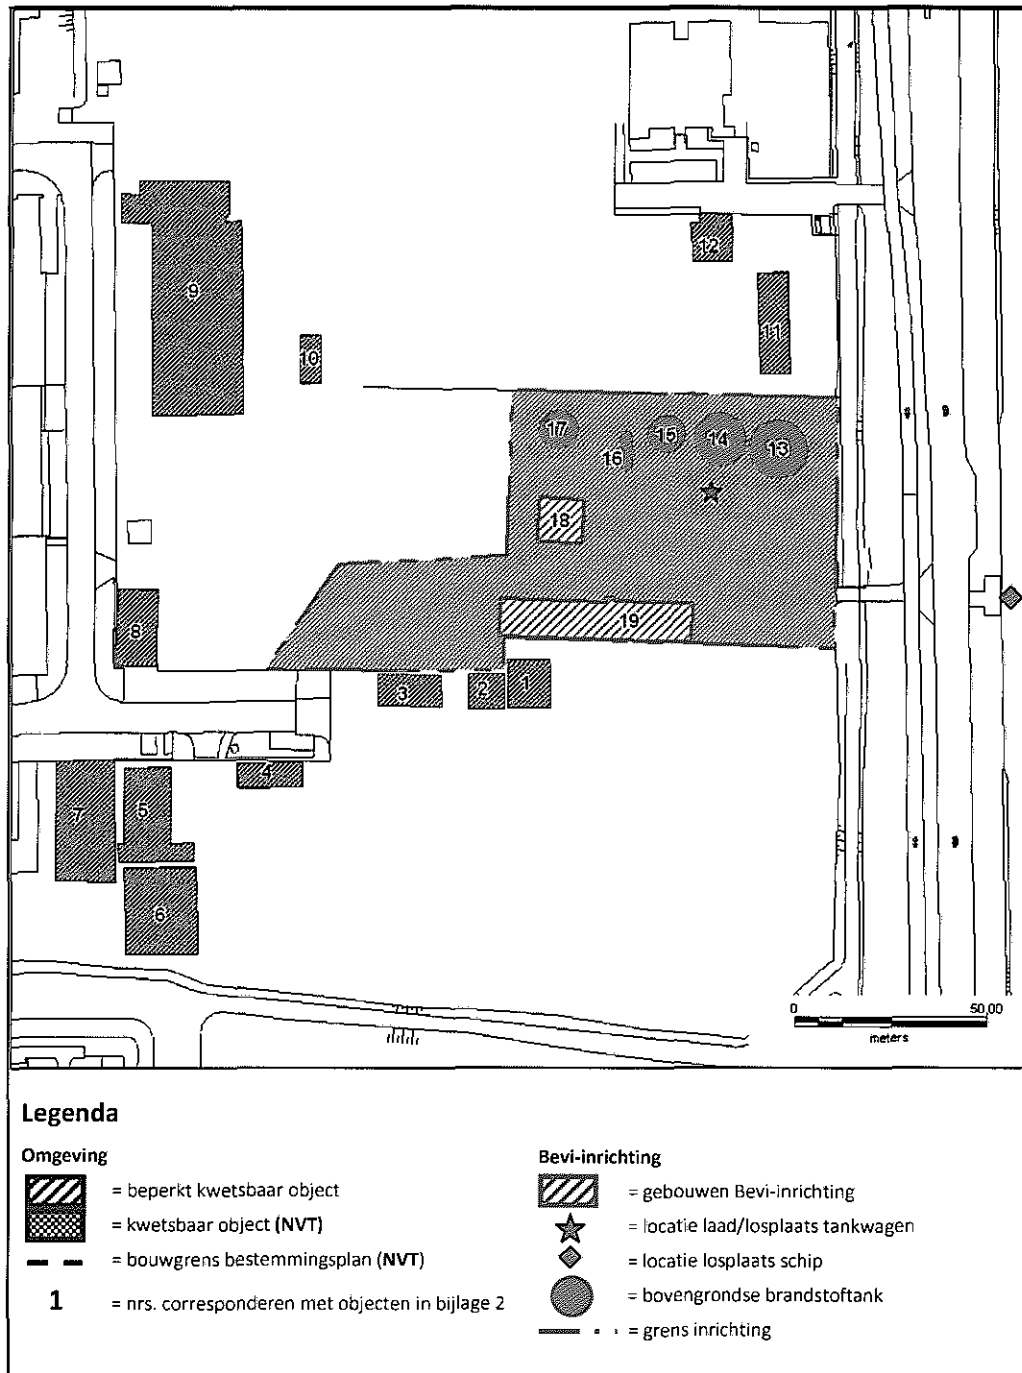 12
9
11
10
17
15
14
13
16
18
8
19
3
2
1
4
7
5
6
0 50,00
meters
Legenda
Omgeving
= beperkt kwetsbaar object
= kwetsbaar object (NVT)
= bouwgrens bestemmingsplan (NVT)
1 = nrs. corresponderen met objecten in bijlage 2
Bevi-inrichting
= gebouwen Bevi-inrichting
= locatie laad/losplaats tankwagen
= locatie losplaats schip
= bovengrondse brandstoftank
= grens inrichting